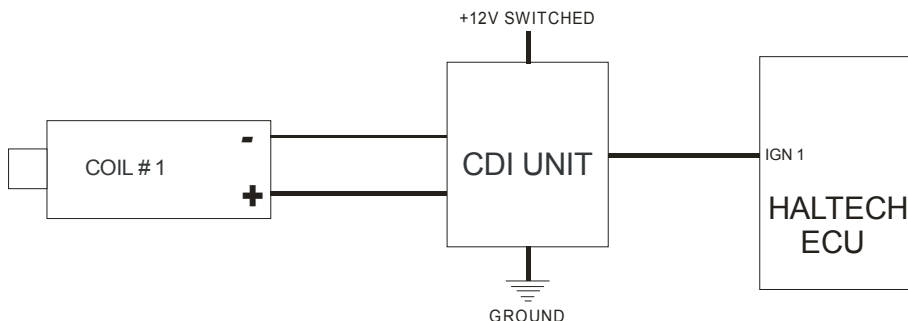 +12V SWITCHED
-
COIL # 1
+
CDI UNIT
IGN 1
HALTECH
ECU
GROUND